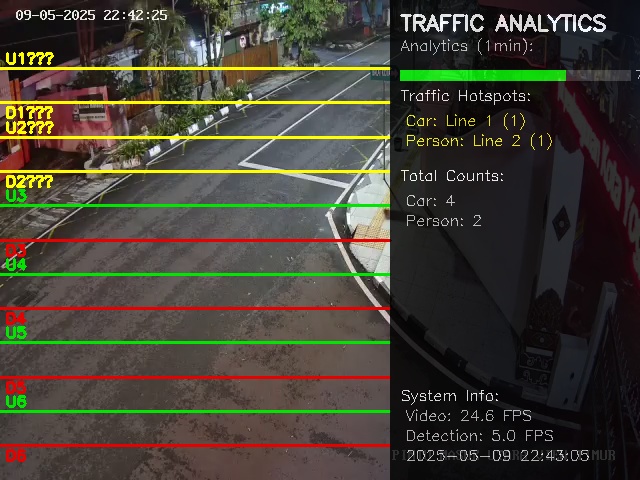 09-05-2025 22:42:25
TRAFFIC ANALYTICS
Analytics (1min):
7
Traffic Hotspots:
Car: Line 1 (1)
Person: Line 2 (1)
Total Counts:
Car: 4
Person: 2
U1???
D1???
U2???
D2???
U3
D3
U4
D4
U5
D5
U6
D6
System Info:
Video: 24.6 FPS
Detection: 5.0 FPS
2025-05-09 22:43:05